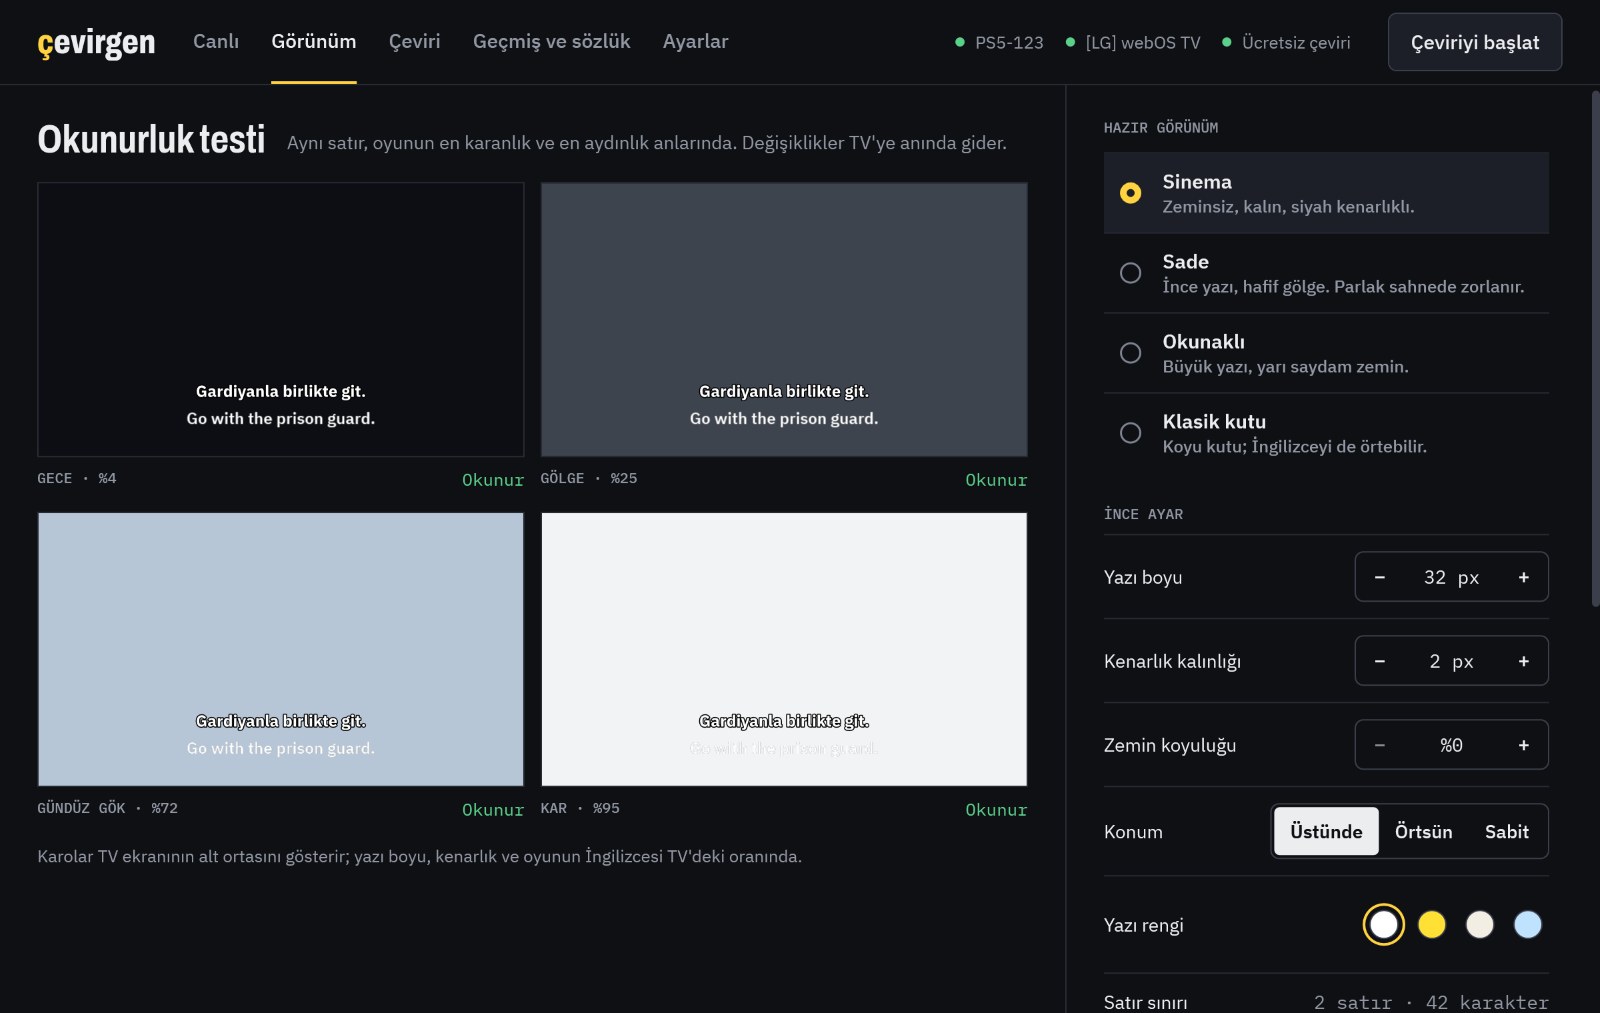 çevirgen
Canlı
Görünüm
Çeviri
Geçmiş ve sözlük
Ayarlar
PS5-123
[LG] webOS TV
Ücretsiz çeviri
Çeviriyi başlat
Okunurluk testi
Aynı satır, oyunun en karanlık ve en aydınlık anlarında. Değişiklikler TV'ye anında gider.
Gardiyanla birlikte git.
Go with the prison guard.
GECE · %4
Okunur
Gardiyanla birlikte git.
Go with the prison guard.
GÖLGE · %25
Okunur
Gardiyanla birlikte git.
Go with the prison guard.
GÜNDÜZ GÖK · %72
Okunur
Gardiyanla birlikte git.
Go with the prison guard.
KAR · %95
Okunur
Karolar TV ekranının alt ortasını gösterir; yazı boyu, kenarlık ve oyunun İngilizcesi TV'deki oranında.
HAZIR GÖRÜNÜM
Sinema
Zeminsiz, kalın, siyah kenarlıklı.
Sade
İnce yazı, hafif gölge. Parlak sahnede zorlanır.
Okunaklı
Büyük yazı, yarı saydam zemin.
Klasik kutu
Koyu kutu; İngilizceyi de örtebilir.
İNCE AYAR
Yazı boyu
− 32 px +
Kenarlık kalınlığı
− 2 px +
Zemin koyuluğu
− %0 +
Konum
Üstünde
Örtsün
Sabit
Yazı rengi
Satır sınırı
2 satır · 42 karakter